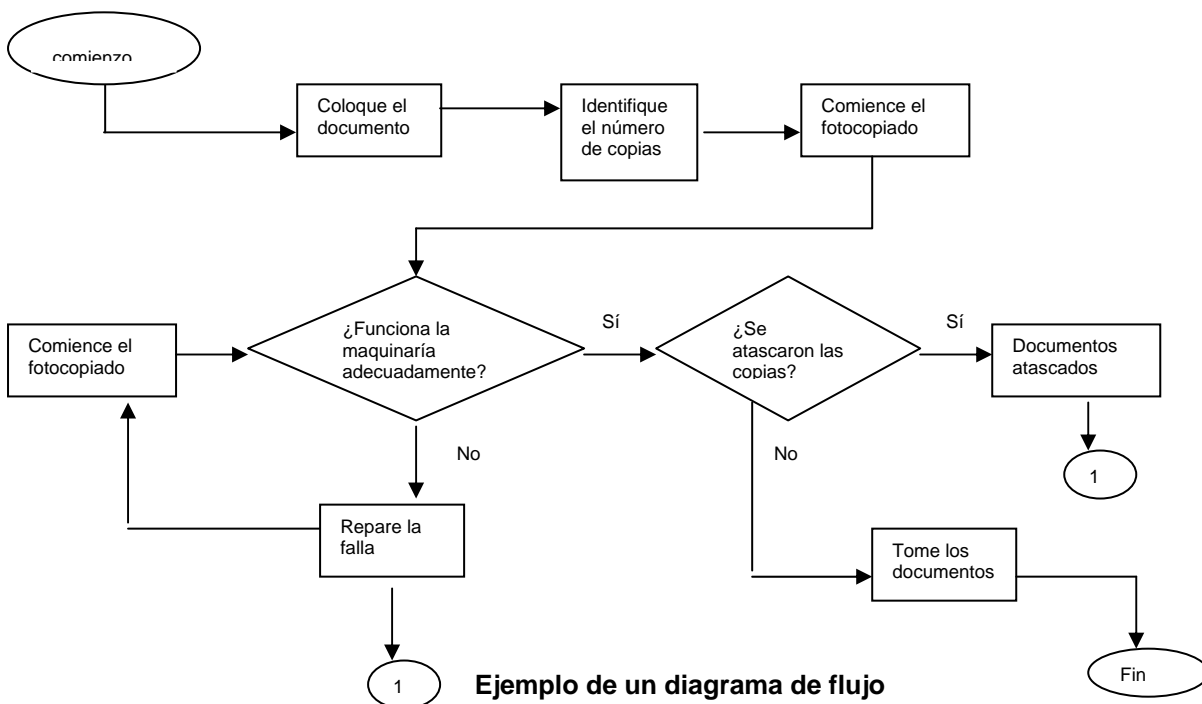 comienzo
Coloque el
documento
Identifique
el número
de copias
Comience el
fotocopiado
Comience el
fotocopiado
¿Funciona la
maquinaría
adecuadamente?
Sí
¿Se
atascaron las
copias?
Sí
Documentos
atascados
No
No
1
Repare la
falla
Tome los
documentos
1
Ejemplo de un diagrama de flujo
Fin